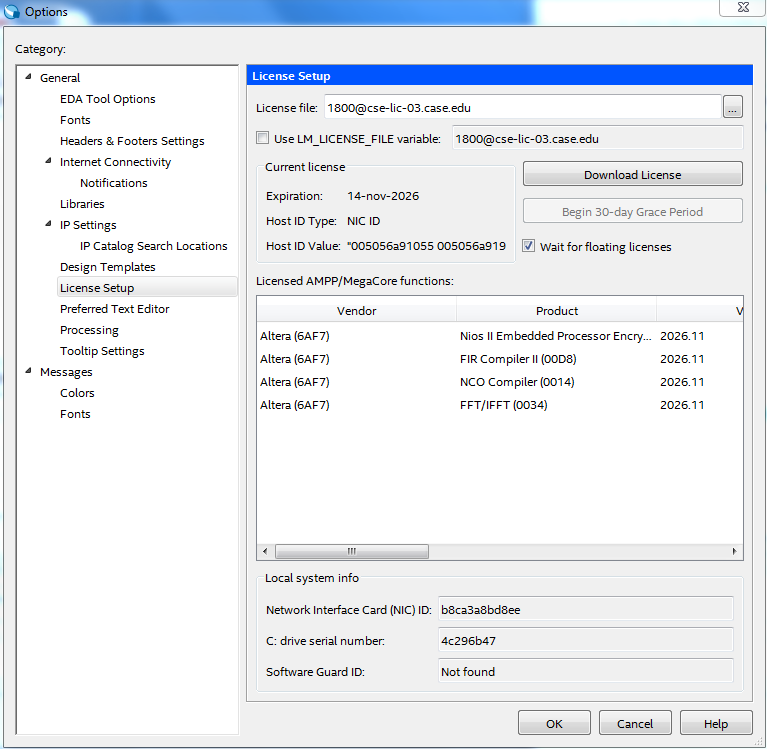 Options
Category:
General
EDA Tool Options
Fonts
Headers & Footers Settings
Internet Connectivity
Notifications
Libraries
IP Settings
IP Catalog Search Locations
Design Templates
License Setup
Preferred Text Editor
Processing
Tooltip Settings
Messages
Colors
Fonts
License Setup
License file: 1800@cse-lic-03.case.edu ...
Use LM_LICENSE_FILE variable: 1800@cse-lic-03.case.edu
Current license
Expiration: 14-nov-2026
Host ID Type: NIC ID
Host ID Value: "005056a91055 005056a919
Download License
Begin 30-day Grace Period
Wait for floating licenses
Licensed AMPP/MegaCore functions:
Vendor Product V
Altera (6AF7) Nios II Embedded Processor Encry... 2026.11
Altera (6AF7) FIR Compiler II (00D8) 2026.11
Altera (6AF7) NCO Compiler (0014) 2026.11
Altera (6AF7) FFT/IFFT (0034) 2026.11
Local system info
Network Interface Card (NIC) ID: b8ca3a8bd8ee
C: drive serial number: 4c296b47
Software Guard ID: Not found
OK Cancel Help